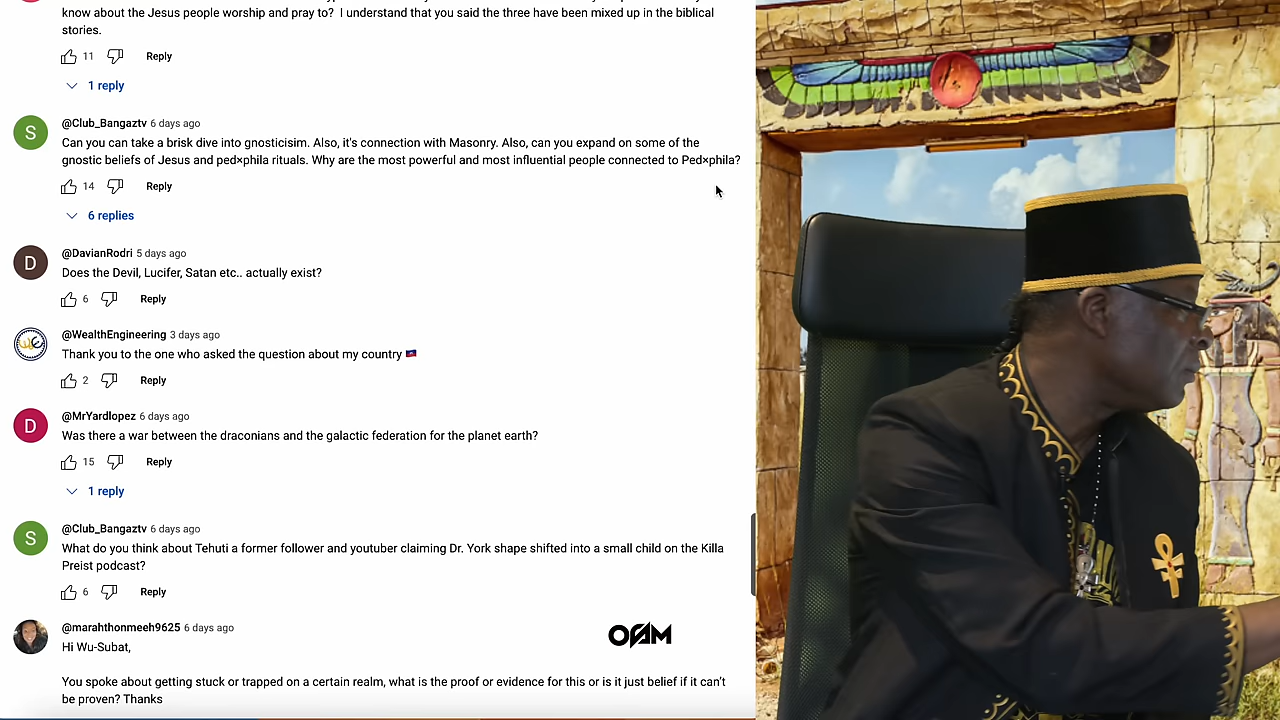 know about the Jesus people worship and pray to? I understand that you said the three have been mixed up in the biblical
stories.
11 Reply
1 reply
S
@Club_Bangaztv 6 days ago
Can you can take a brisk dive into gnosticisim. Also, it's connection with Masonry. Also, can you expand on some of the
gnostic beliefs of Jesus and ped×phila rituals. Why are the most powerful and most influential people connected to Ped×phila?
14 Reply
6 replies
D
@DavianRodri 5 days ago
Does the Devil, Lucifer, Satan etc.. actually exist?
6 Reply
@WealthEngineering 3 days ago
Thank you to the one who asked the question about my country 🇭🇹
2 Reply
D
@MrYardlopez 6 days ago
Was there a war between the draconians and the galactic federation for the planet earth?
15 Reply
1 reply
S
@Club_Bangaztv 6 days ago
What do you think about Tehuti a former follower and youtuber claiming Dr. York shape shifted into a small child on the Killa
Preist podcast?
6 Reply
@marahthonmeeh9625 6 days ago
Hi Wu-Subat,
OFAM
You spoke about getting stuck or trapped on a certain realm, what is the proof or evidence for this or is it just belief if it can't
be proven? Thanks